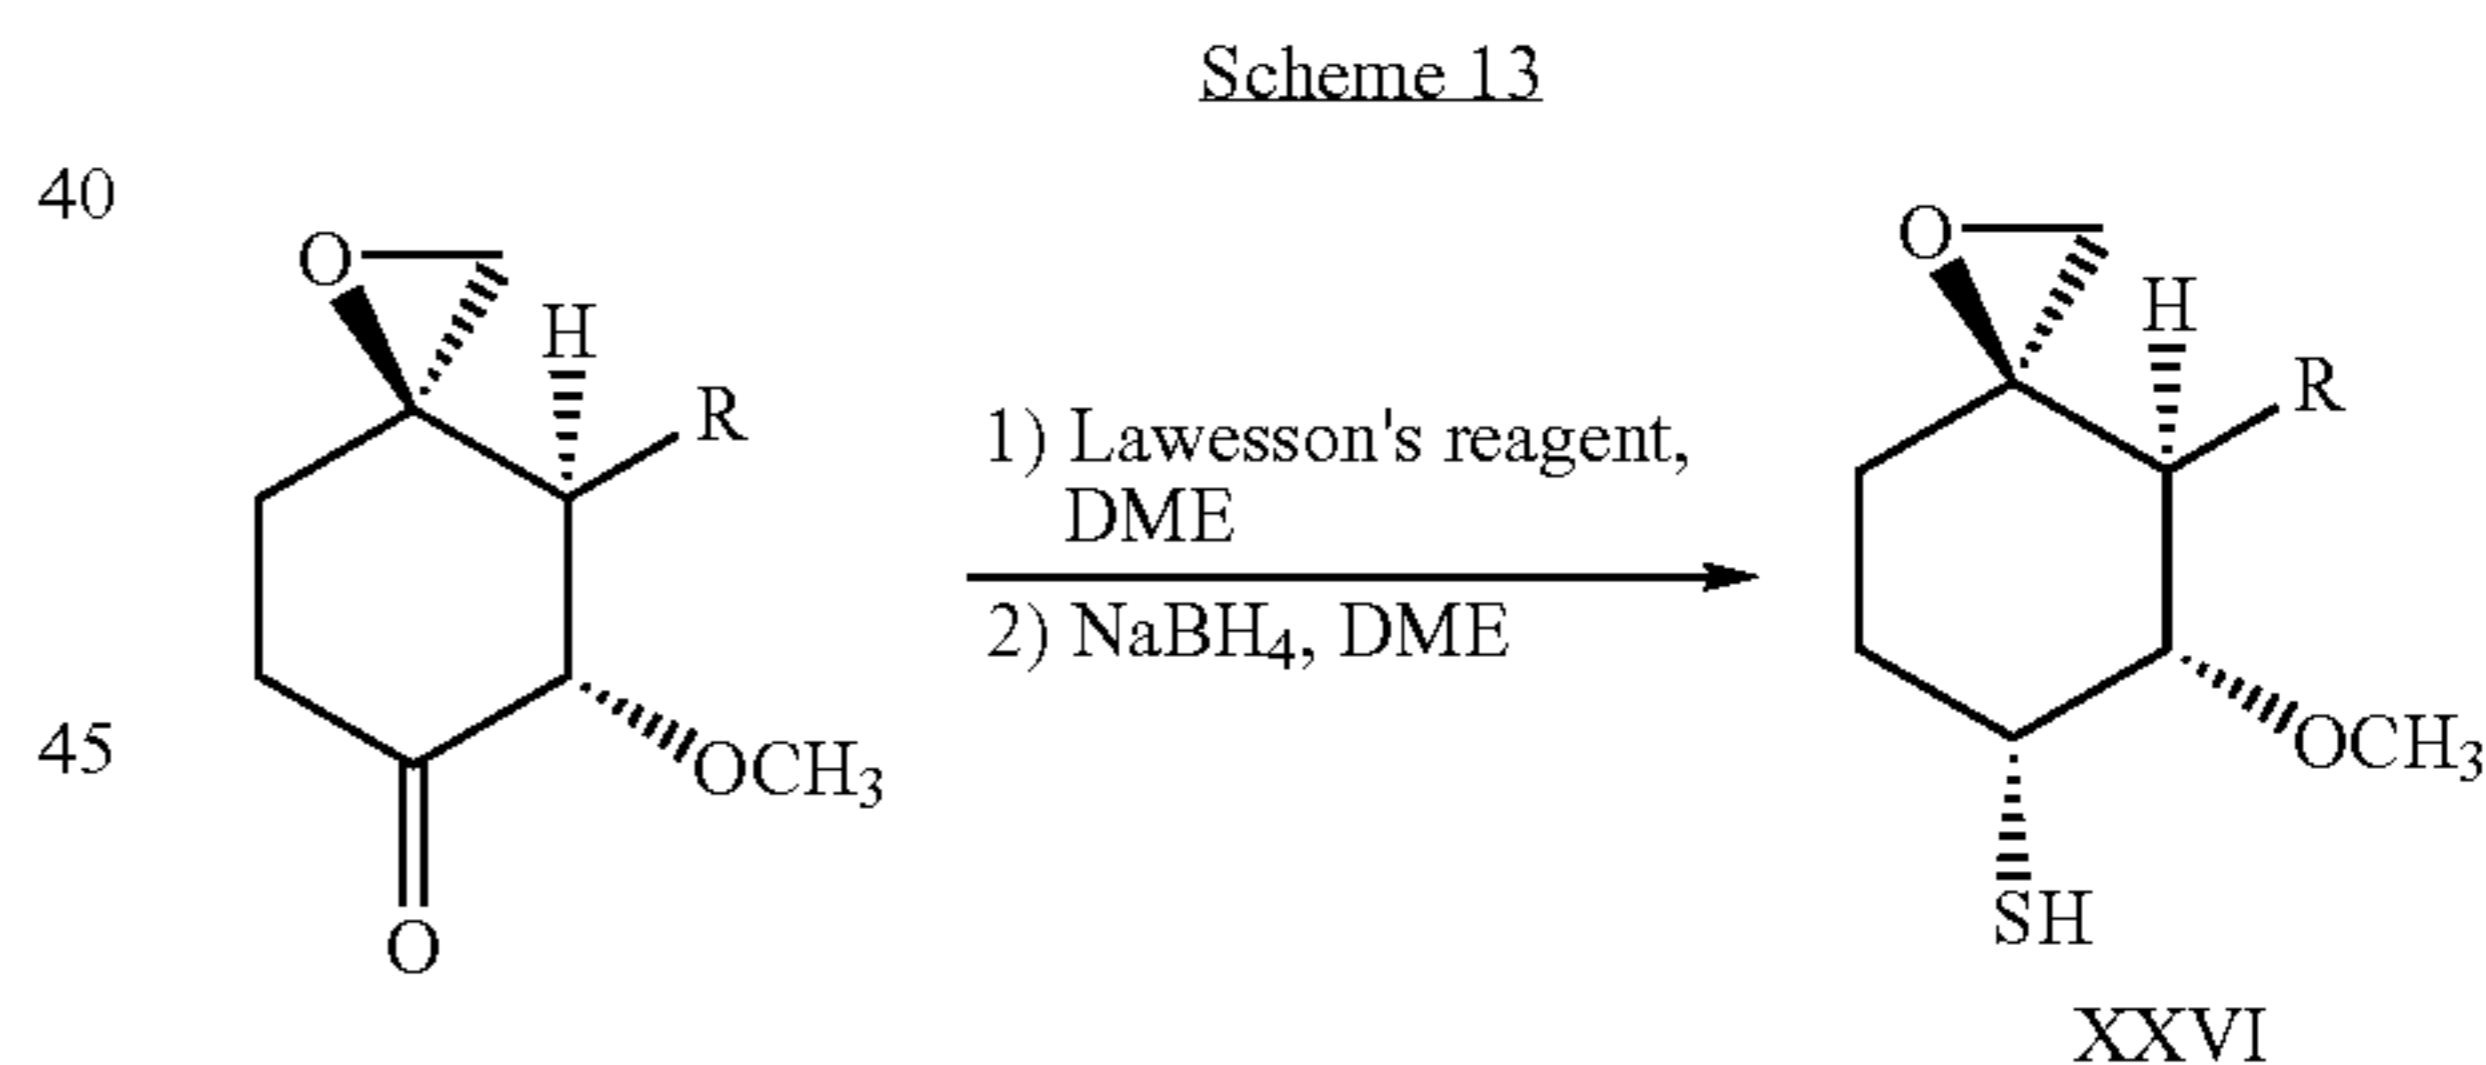 Scheme 13
40
O
H
R
OCH3
45
O
1) Lawesson's reagent,
DME
2) NaBH4, DME
O
H
R
OCH3
SH
XXVI